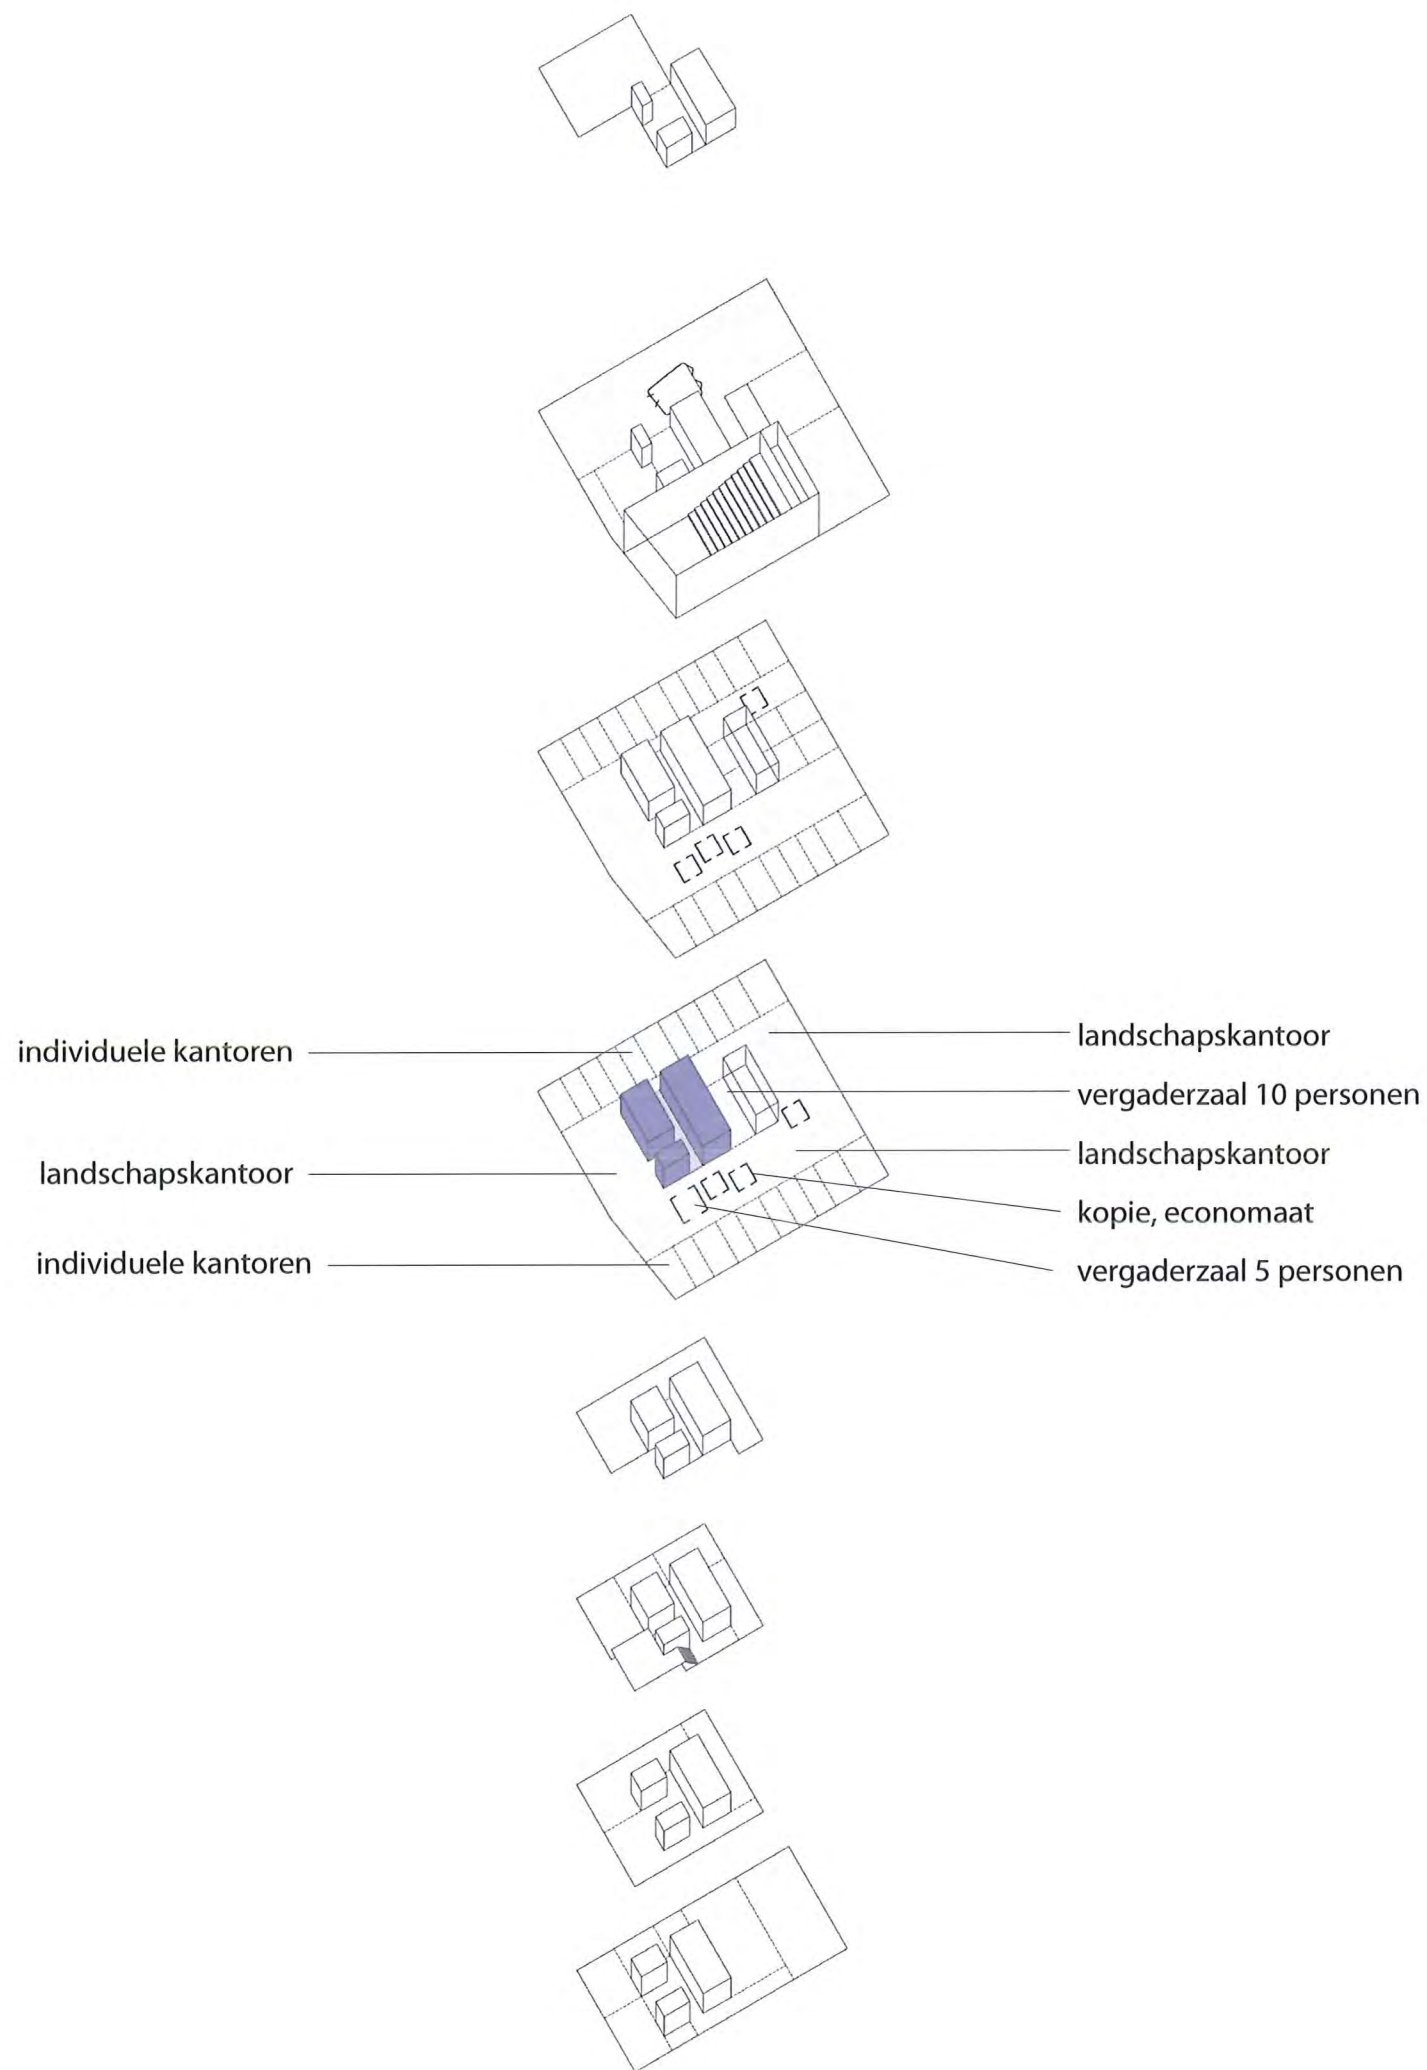 individuele kantoren
landschapskantoor
individuele kantoren
landschapskantoor
vergaderzaal 10 personen
landschapskantoor
kopie, economaat
vergaderzaal 5 personen